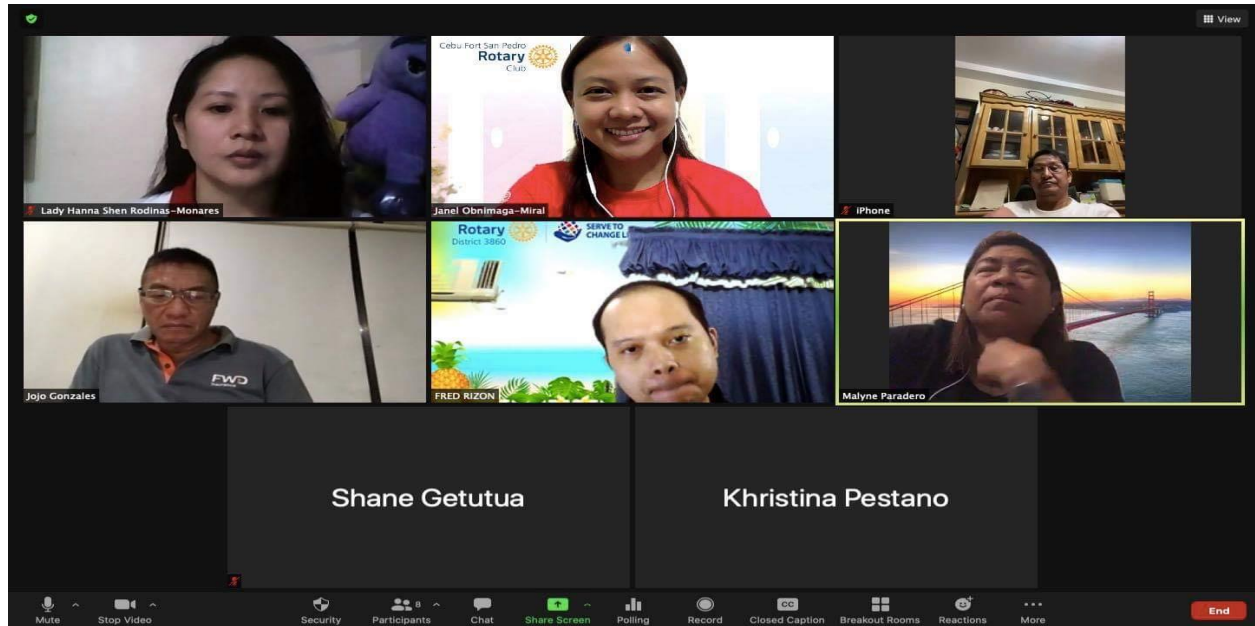 View
Cebu Fort San Pedro
Rotary
Club
Lady Hanna Shen Rodinas-Monares
Janel Obnimaga-Miral
iPhone
Rotary
District 3860
SERVE TO
CHANGE LI
FWD
Jojo Gonzales
FRED RIZON
Malyne Paradero
Shane Getutua
Khristina Pestano
Mute
Stop Video
Security
Participants
8
Chat
Share Screen
Polling
Record
CC
Closed Caption
Breakout Rooms
Reactions
More
End